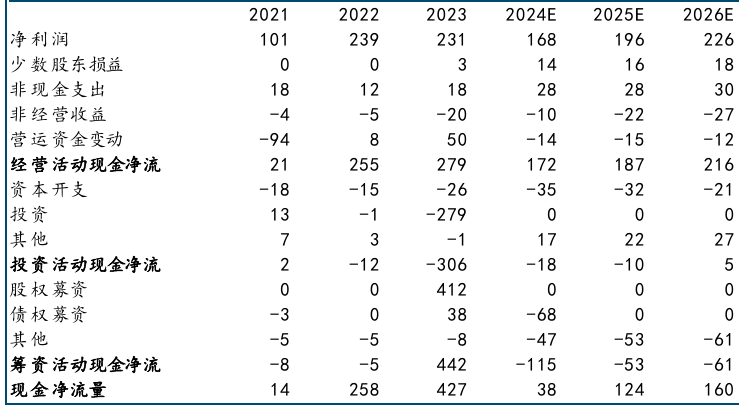 2021 2022 2023 2024E 2025E 2026E
净利润 101 239 231 168 196 226
少数股东损益 0 0 3 14 16 18
非现金支出 18 12 18 28 28 30
非经营收益 -4 -5 -20 -10 -22 -27
营运资金变动 -94 8 50 -14 -15 -12
经营活动现金净流 21 255 279 172 187 216
资本开支 -18 -15 -26 -35 -32 -21
投资 13 -1 -279 0 0 0
其他 7 3 -1 17 22 27
投资活动现金净流 2 -12 -306 -18 -10 5
股权募资 0 0 412 0 0 0
债权募资 -3 0 38 -68 0 0
其他 -5 -5 -8 -47 -53 -61
筹资活动现金净流 -8 -5 442 -115 -53 -61
现金净流量 14 258 427 38 124 160